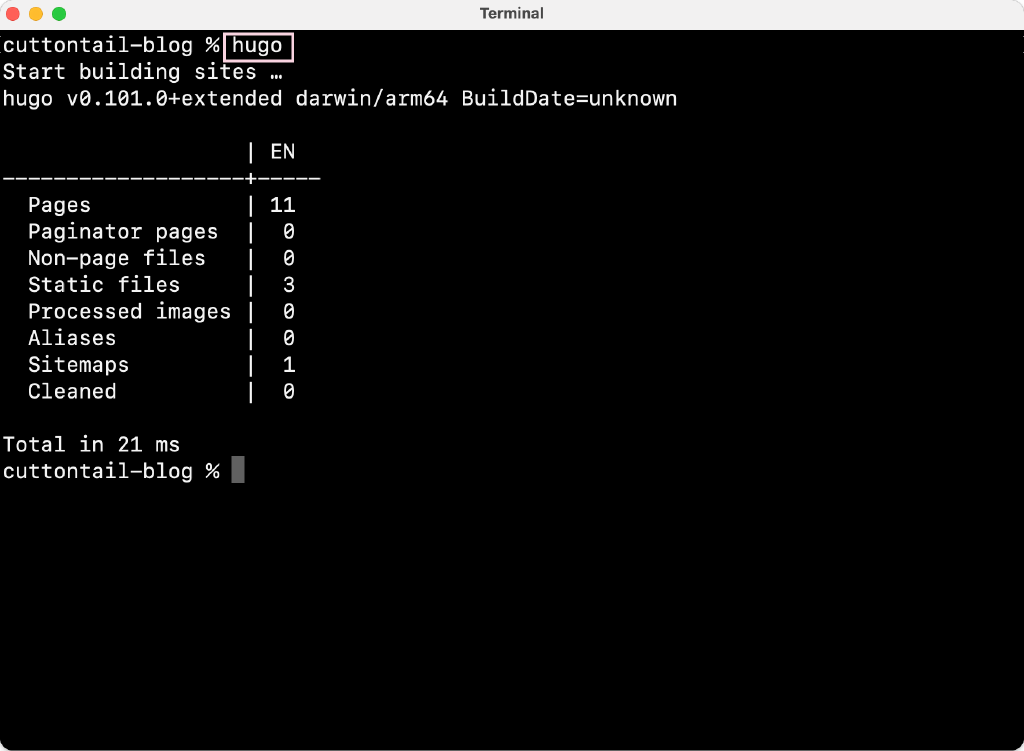 Terminal
cuttontail-blog % hugo
Start building sites …
hugo v0.101.0+extended darwin/arm64 BuildDate=unknown
                   | EN
-------------------+-----
  Pages            | 11
  Paginator pages  |  0
  Non-page files   |  0
  Static files     |  3
  Processed images |  0
  Aliases          |  0
  Sitemaps         |  1
  Cleaned          |  0
Total in 21 ms
cuttontail-blog %